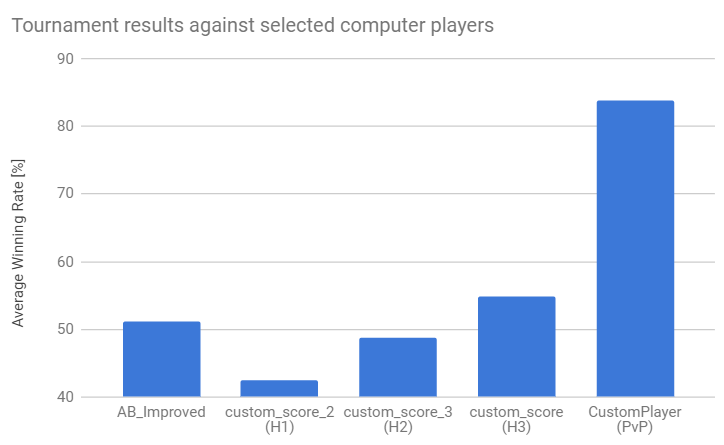 Tournament results against selected computer players
Average Winning Rate [%]
90
80
70
60
50
40
AB_Improved
custom_score_2
(H1)
custom_score_3
(H2)
custom_score
(H3)
CustomPlayer
(PvP)